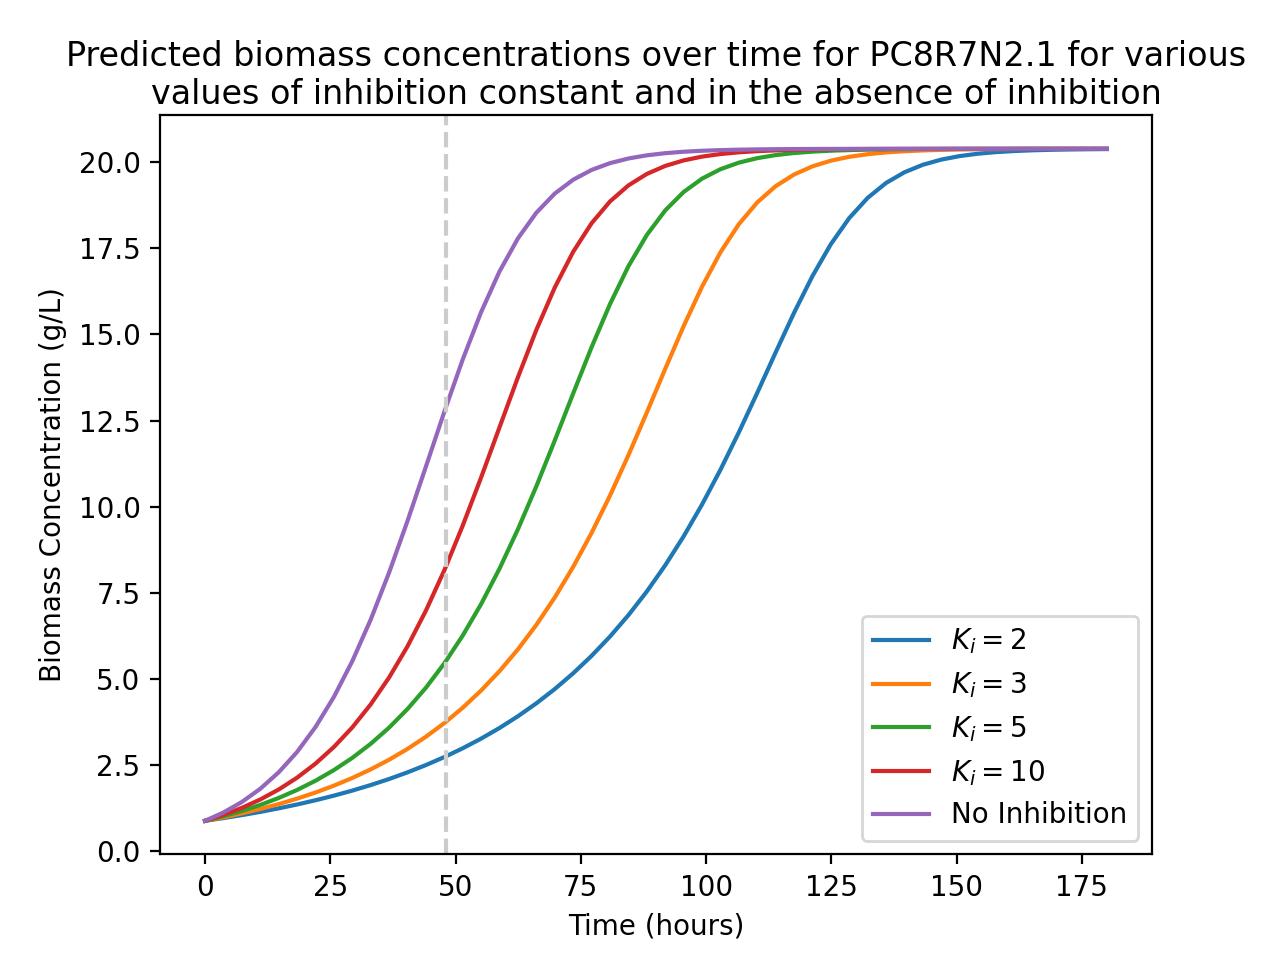 Predicted biomass concentrations over time for PC8R7N2.1 for various
values of inhibition constant and in the absence of inhibition
Biomass Concentration (g/L)
20.0
17.5
15.0
12.5
10.0
7.5
5.0
2.5
0.0
K_i = 2
K_i = 3
K_i = 5
K_i = 10
No Inhibition
0 25 50 75 100 125 150 175
Time (hours)